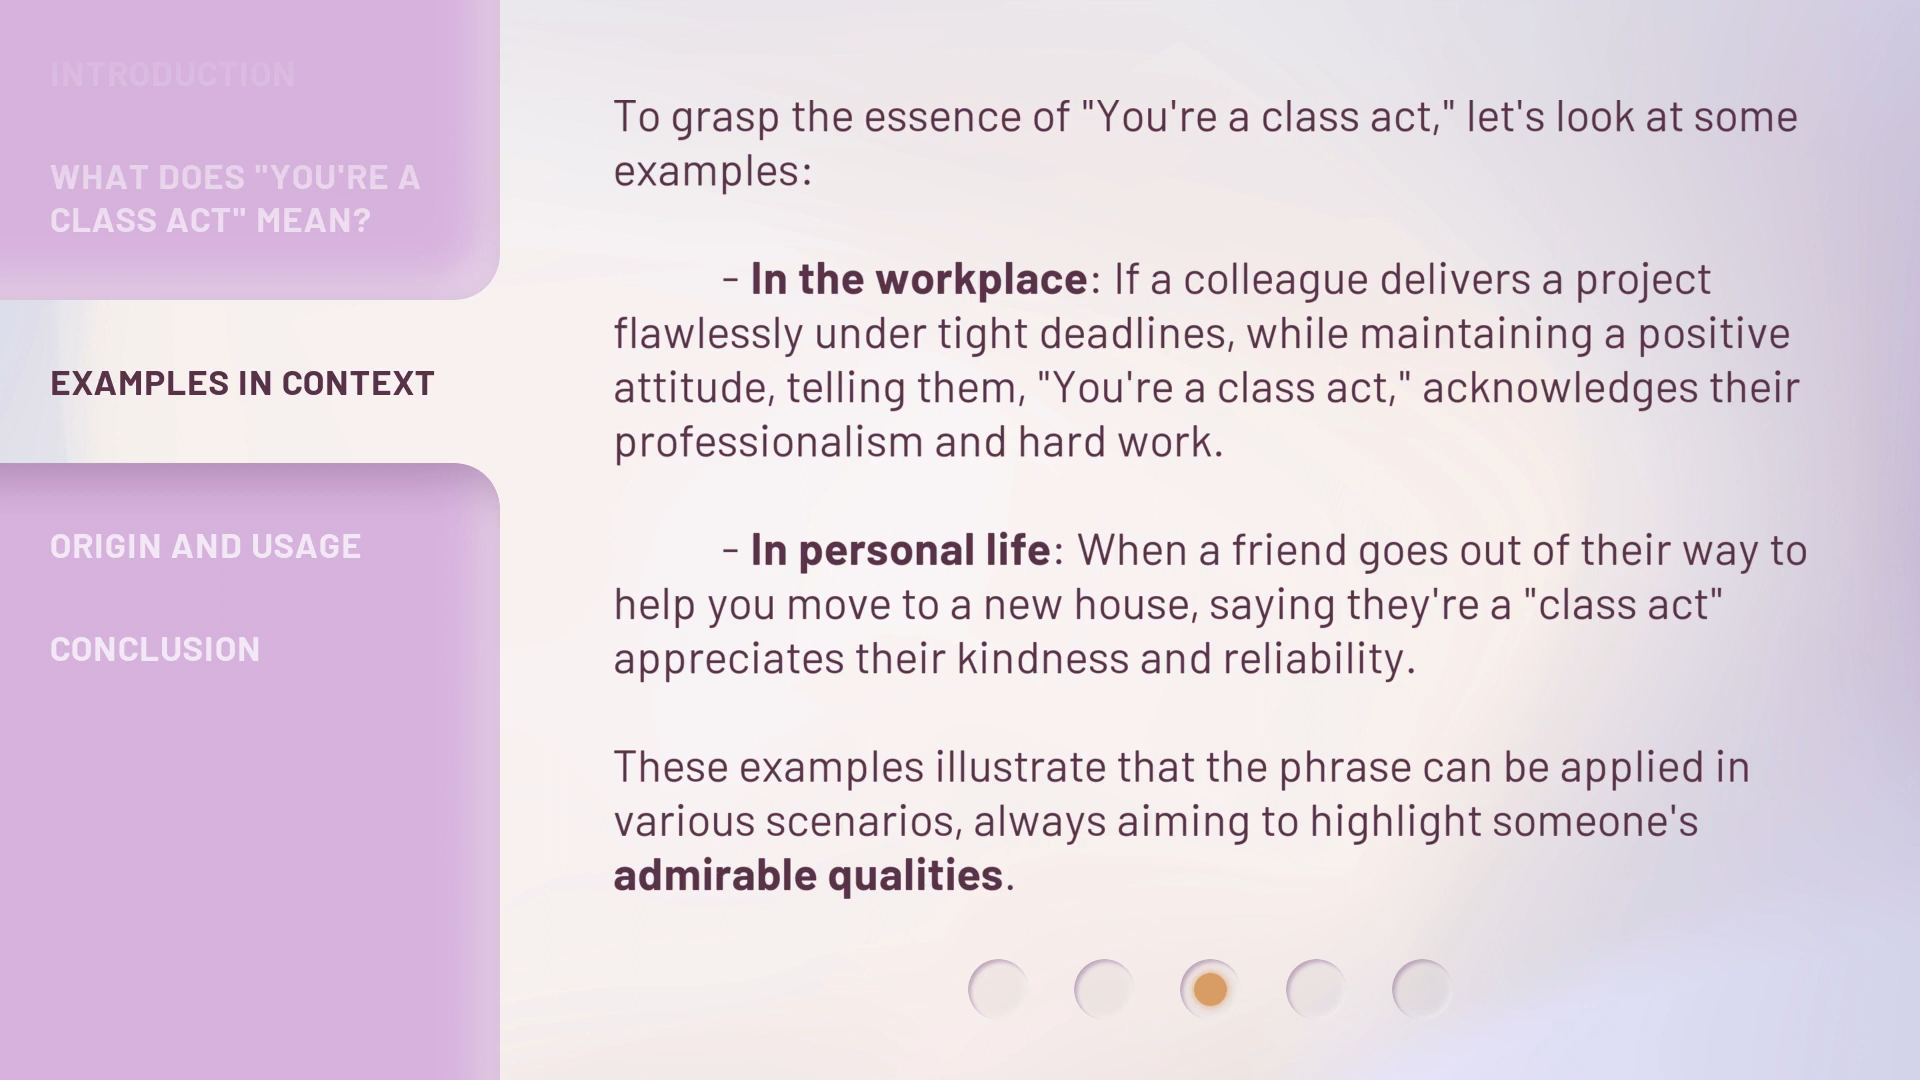 INTRODUCTION
WHAT DOES "YOU'RE A
CLASS ACT" MEAN?
EXAMPLES IN CONTEXT
ORIGIN AND USAGE
CONCLUSION
To grasp the essence of "You're a class act," let's look at some
examples:
- In the workplace: If a colleague delivers a project
flawlessly under tight deadlines, while maintaining a positive
attitude, telling them, "You're a class act," acknowledges their
professionalism and hard work.
- In personal life: When a friend goes out of their way to
help you move to a new house, saying they're a "class act"
appreciates their kindness and reliability.
These examples illustrate that the phrase can be applied in
various scenarios, always aiming to highlight someone's
admirable qualities.